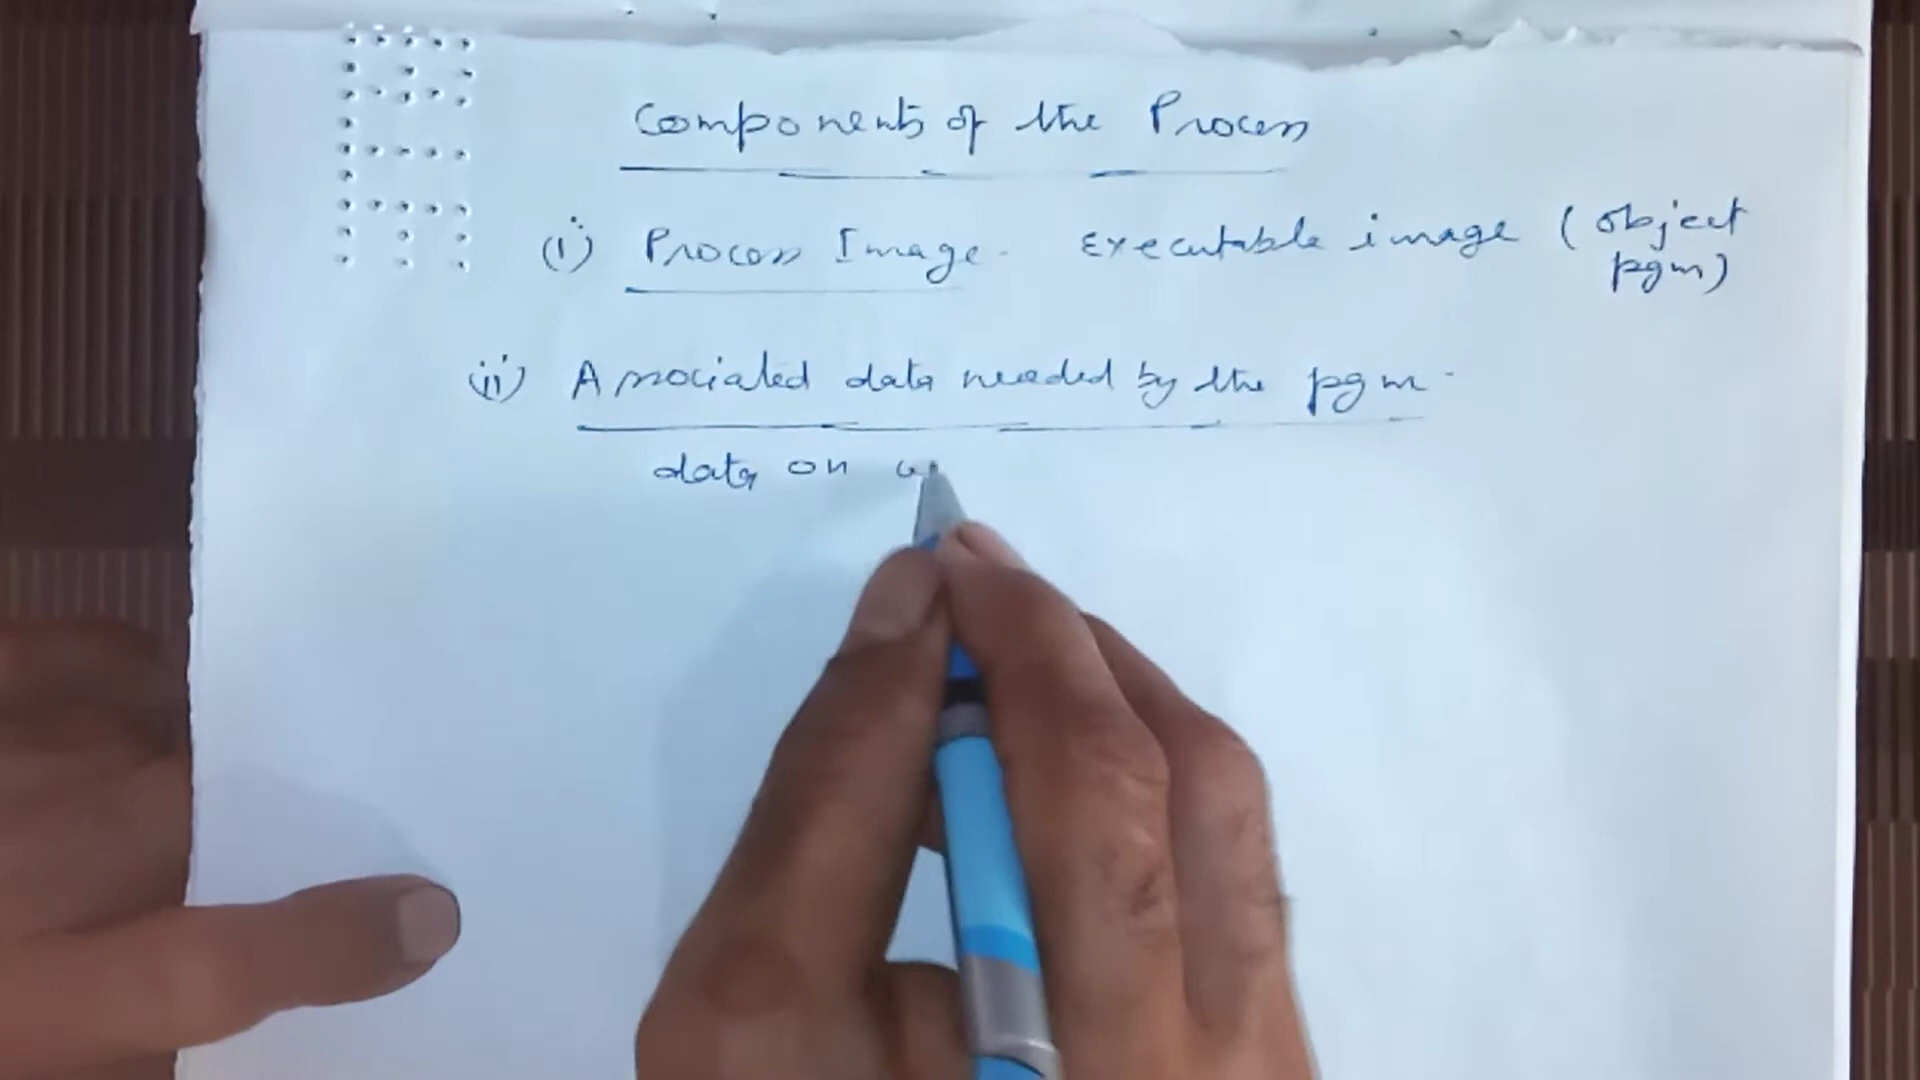 Components of the Process
(i) Process Image - Executable image (object
pgm)
ii) Associated data needed by the pgm.
data on